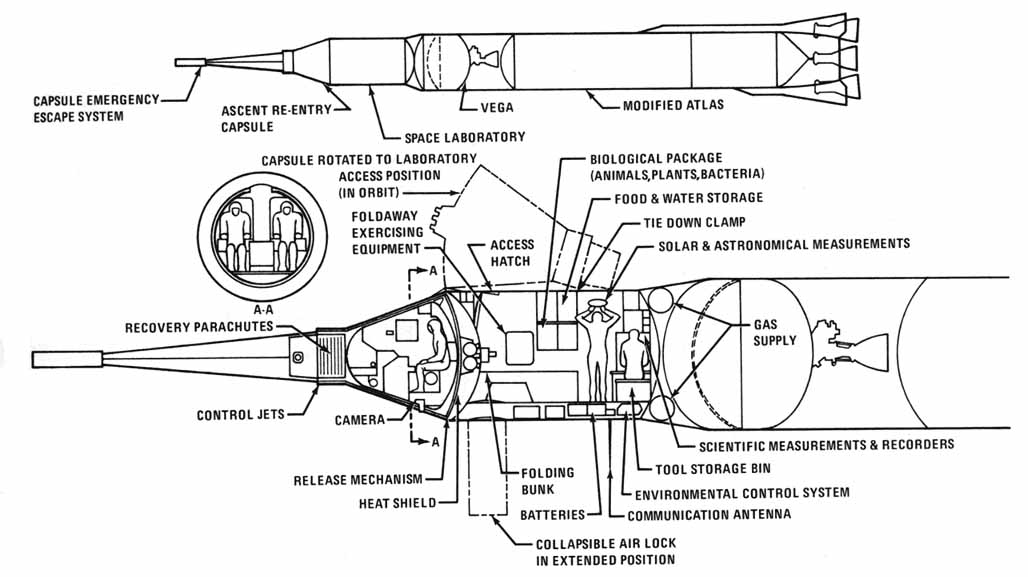 CAPSULE EMERGENCY
ESCAPE SYSTEM
ASCENT RE-ENTRY
CAPSULE
SPACE LABORATORY
VEGA
MODIFIED ATLAS
CAPSULE ROTATED TO LABORATORY
ACCESS POSITION
(IN ORBIT)
BIOLOGICAL PACKAGE
(ANIMALS,PLANTS,BACTERIA)
FOOD & WATER STORAGE
FOLDAWAY
EXERCISING
EQUIPMENT
TIE DOWN CLAMP
ACCESS
HATCH
SOLAR & ASTRONOMICAL MEASUREMENTS
A
A-A
RECOVERY PARACHUTES
GAS
SUPPLY
CONTROL JETS
CAMERA
A
SCIENTIFIC MEASUREMENTS & RECORDERS
TOOL STORAGE BIN
RELEASE MECHANISM
FOLDING
BUNK
HEAT SHIELD
ENVIRONMENTAL CONTROL SYSTEM
BATTERIES
COMMUNICATION ANTENNA
COLLAPSIBLE AIR LOCK
IN EXTENDED POSITION